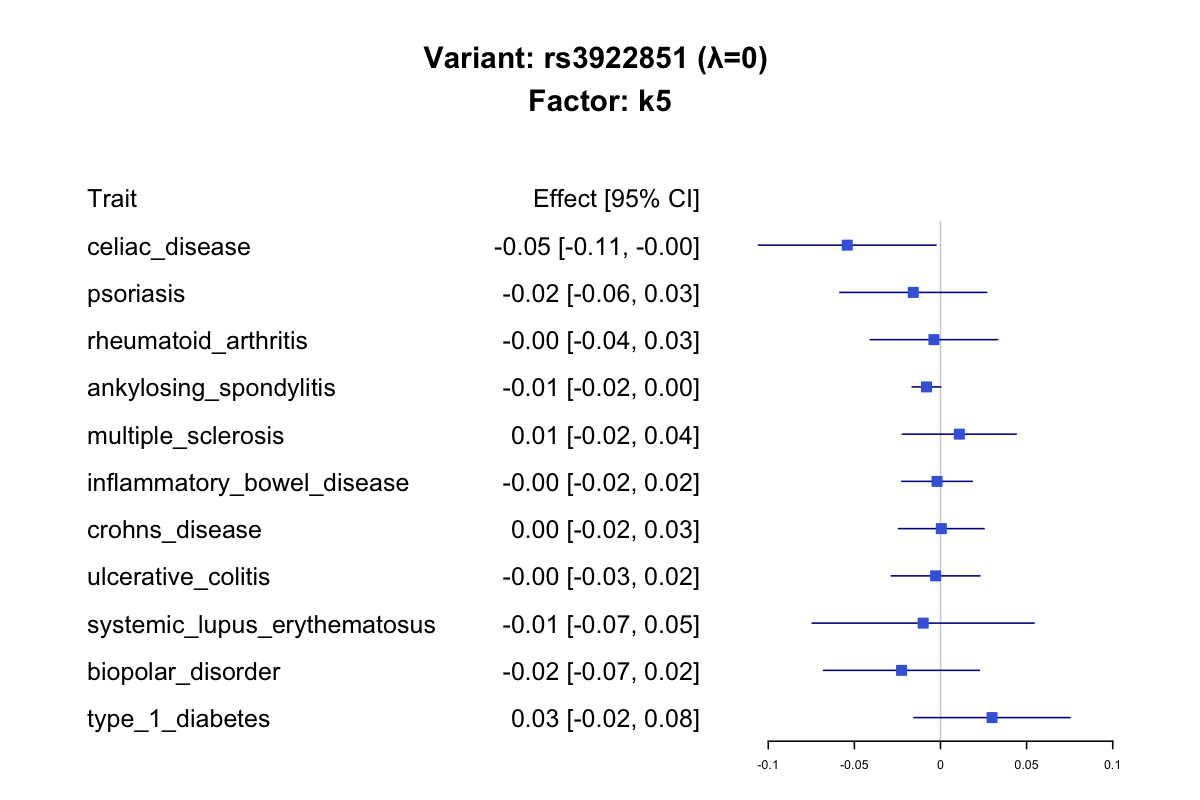 Variant: rs3922851 (λ=0)
Factor: k5
Trait Effect [95% CI]
celiac_disease -0.05 [-0.11, -0.00]
psoriasis -0.02 [-0.06, 0.03]
rheumatoid_arthritis -0.00 [-0.04, 0.03]
ankylosing_spondylitis -0.01 [-0.02, 0.00]
multiple_sclerosis 0.01 [-0.02, 0.04]
inflammatory_bowel_disease -0.00 [-0.02, 0.02]
crohns_disease 0.00 [-0.02, 0.03]
ulcerative_colitis -0.00 [-0.03, 0.02]
systemic_lupus_erythematosus -0.01 [-0.07, 0.05]
biopolar_disorder -0.02 [-0.07, 0.02]
type_1_diabetes 0.03 [-0.02, 0.08]
-0.1 -0.05 0 0.05 0.1